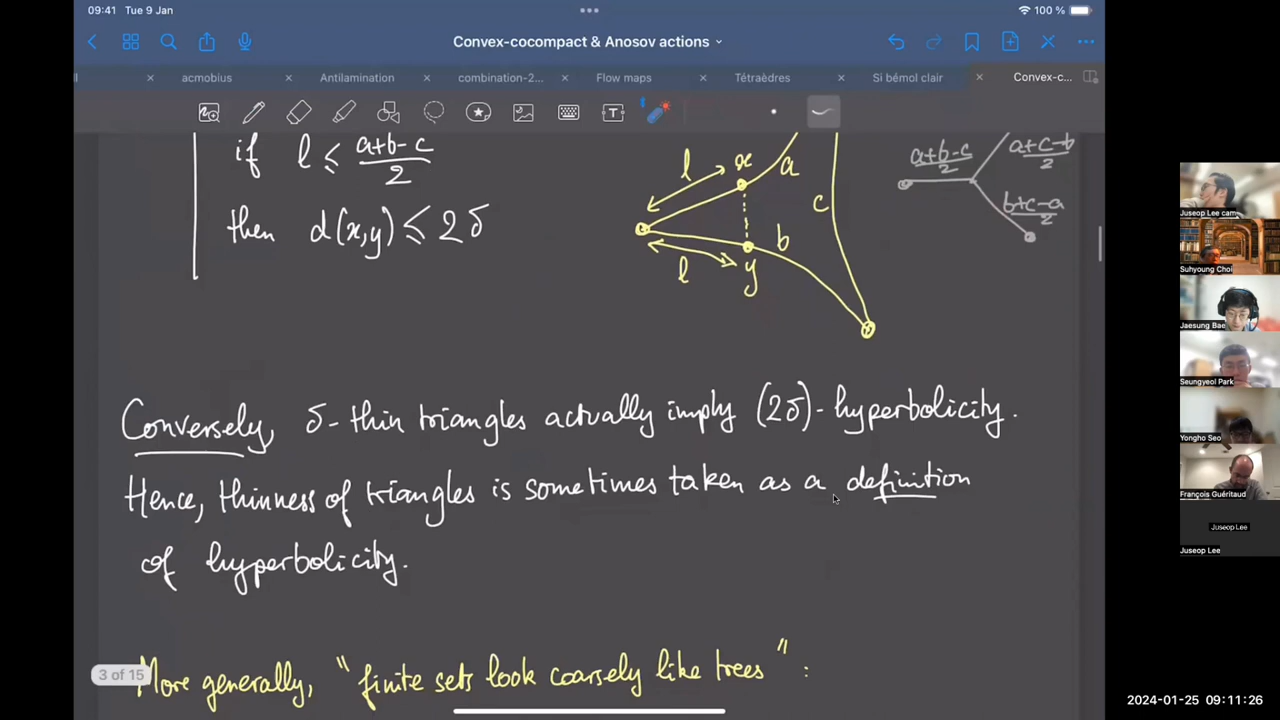 09:41 Tue 9 Jan
100 %
Convex-cocompact & Anosov actions
ll
acmobius
Antilamination
combination-2...
Flow maps
Tétraèdres
Si bémol clair
Convex-c...
T
if l ≤ a+b-c / 2
then d(x,y) ≤ 2δ
l x a
c
b
l y
a+b-c / 2
a+c-b / 2
b+c-a / 2
Conversely, δ-thin triangles actually imply (2δ)-hyperbolicity.
Hence, thinness of triangles is sometimes taken as a definition
of hyperbolicity.
3 of 15
More generally, "finite sets look coarsely like trees" :
Juseop Lee cam
Suhyoung Choi
Jaesung Bae
Seungyeol Park
Yongho Seo
François Guéritaud
Juseop Lee
Juseop Lee
2024-01-25 09:11:26